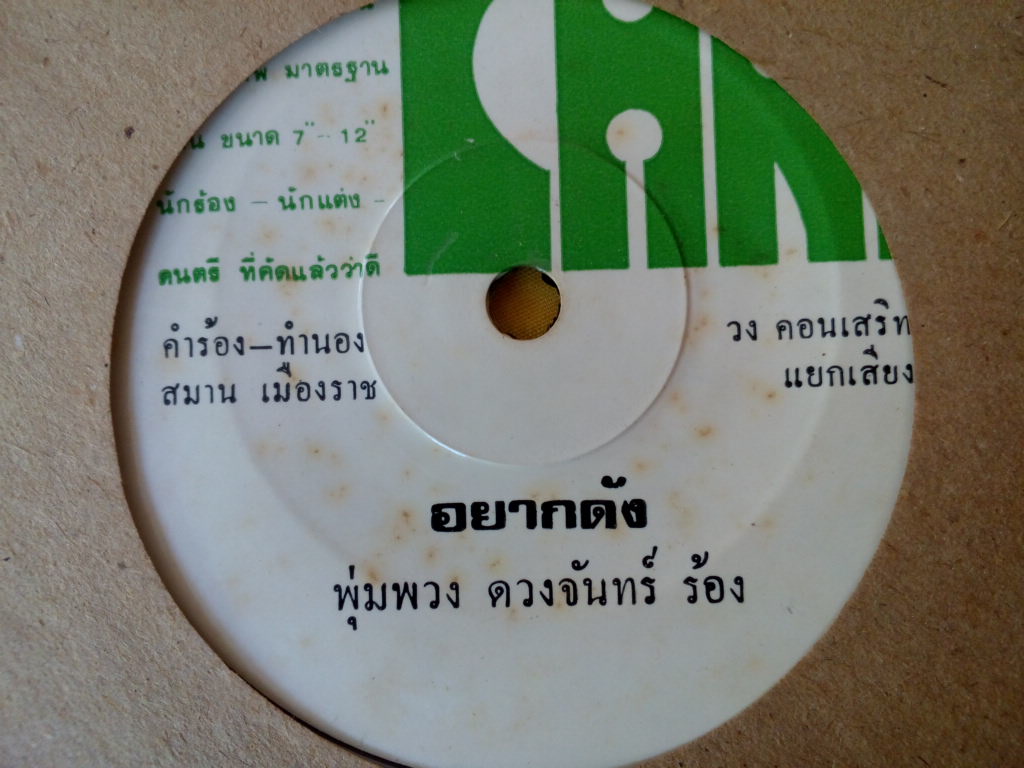 มาตรฐาน
ขนาด 7"-12"
นักร้อง - นักแต่ง -
ดนตรี ที่คัดแล้วว่าดี
คำร้อง-ทำนอง
สมาน เมืองราช
วง คอนเสริท
แยกเสียง
อยากดัง
พุ่มพวง ดวงจันทร์ ร้อง